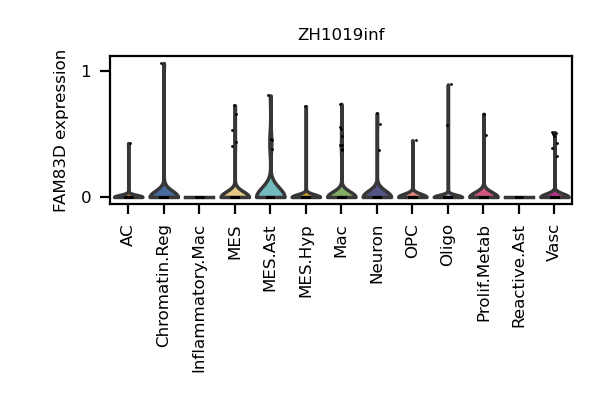 ZH1019inf
FAM83D expression
1
0
AC
Chromatin.Reg
Inflammatory.Mac
MES
MES.Ast
MES.Hyp
Mac
Neuron
OPC
Oligo
Prolif.Metab
Reactive.Ast
Vasc